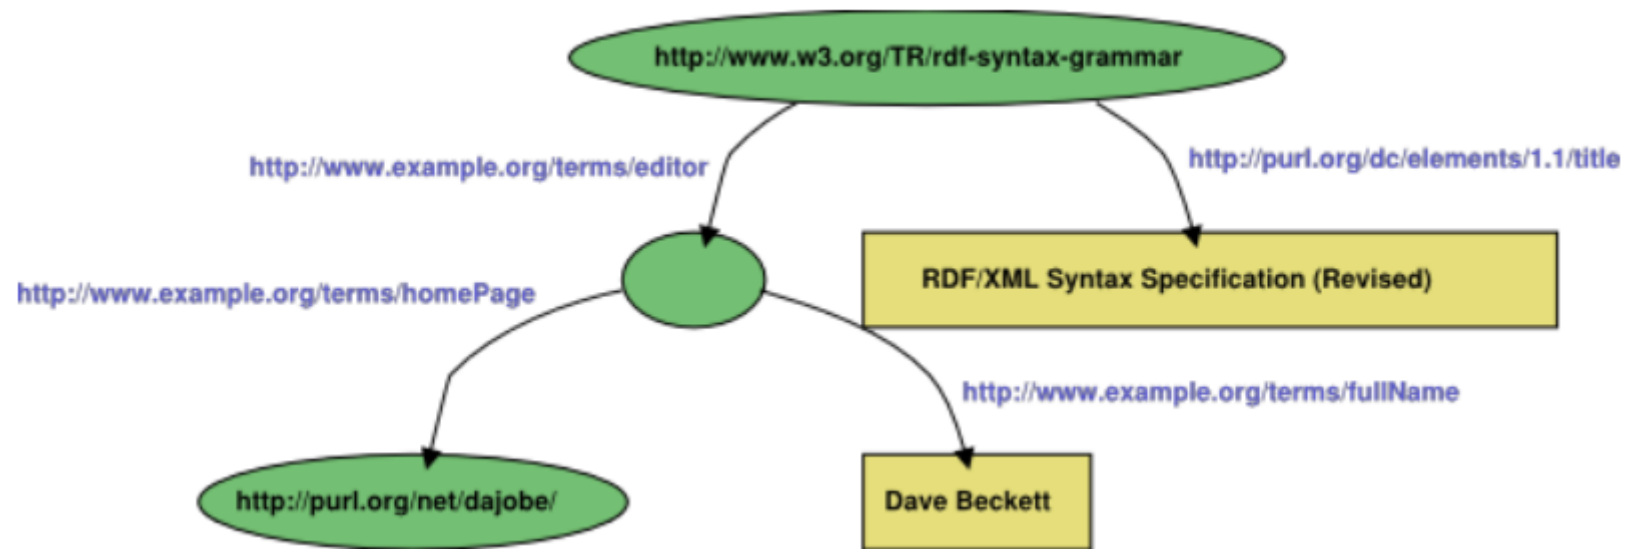 http://www.w3.org/TR/rdf-syntax-grammar
http://www.example.org/terms/editor
http://purl.org/dc/elements/1.1/title
RDF/XML Syntax Specification (Revised)
http://www.example.org/terms/homePage
http://www.example.org/terms/fullName
http://purl.org/net/dajobe/
Dave Beckett